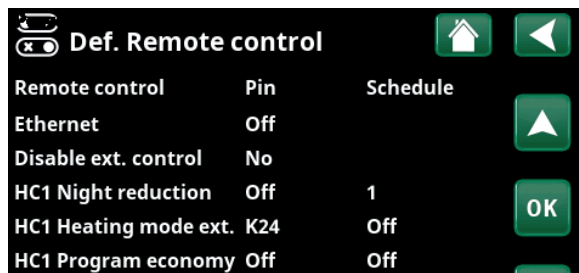 Def. Remote control
Remote control Pin Schedule
Ethernet Off
Disable ext. control No
HC1 Night reduction Off 1
OK
HC1 Heating mode ext. K24 Off
HC1 Program economy Off Off